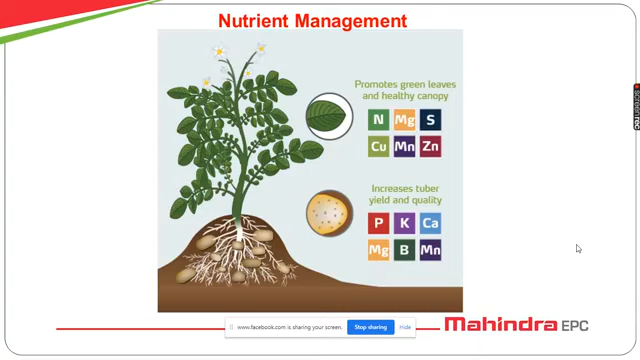 Nutrient Management
Promotes green leaves
and healthy canopy
N Mg S
Cu Mn Zn
Increases tuber
yield and quality
P K Ca
Mg B Mn
www.facebook.com is sharing your screen. Stop sharing Hide
Mahindra EPC
screenrec